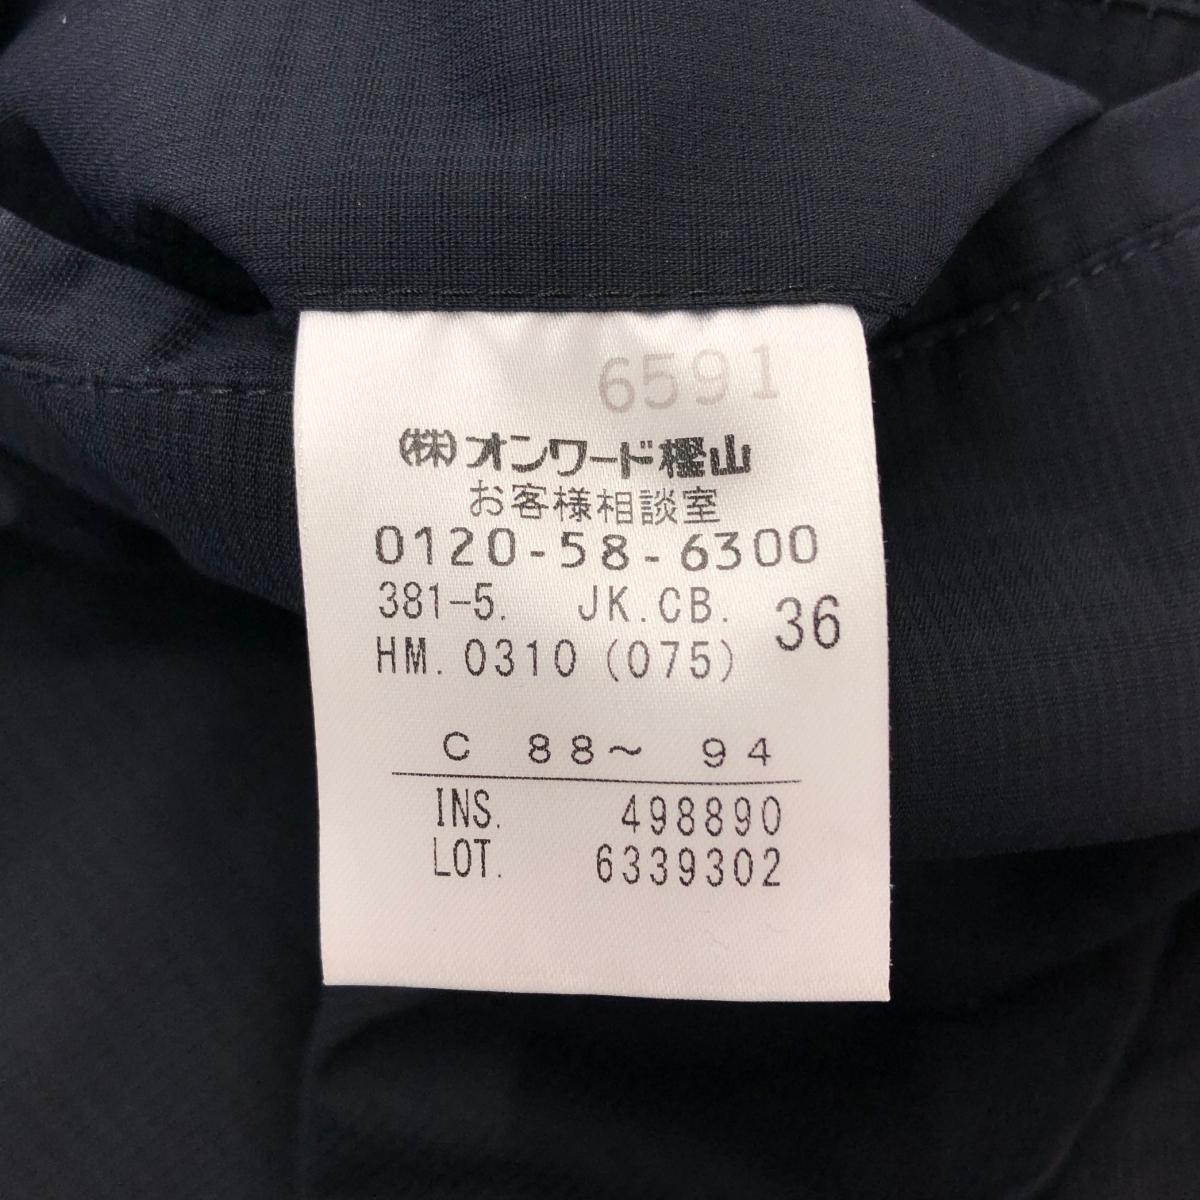 6591
㈱オンワード樫山
お客様相談室
0120-58-6300
381-5. JK.CB. 36
HM. 0310 (075)
C 88〜 94
INS. 498890
LOT. 6339302